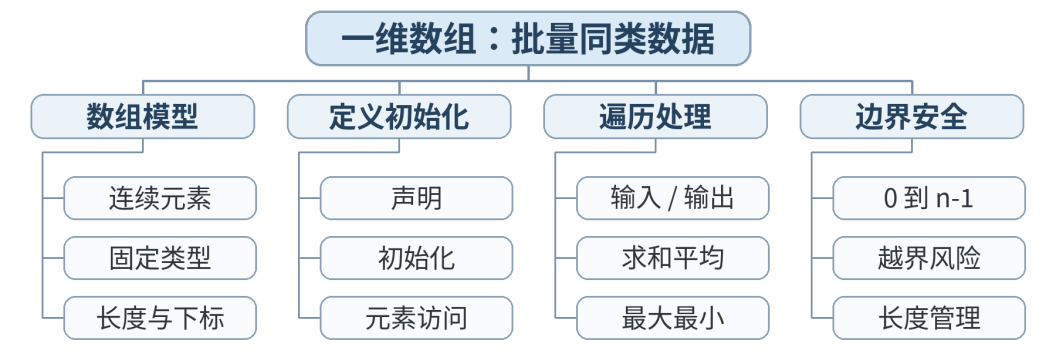 一维数组：批量同类数据
数组模型
连续元素
固定类型
长度与下标
定义初始化
声明
初始化
元素访问
遍历处理
输入 / 输出
求和平均
最大最小
边界安全
0 到 n-1
越界风险
长度管理